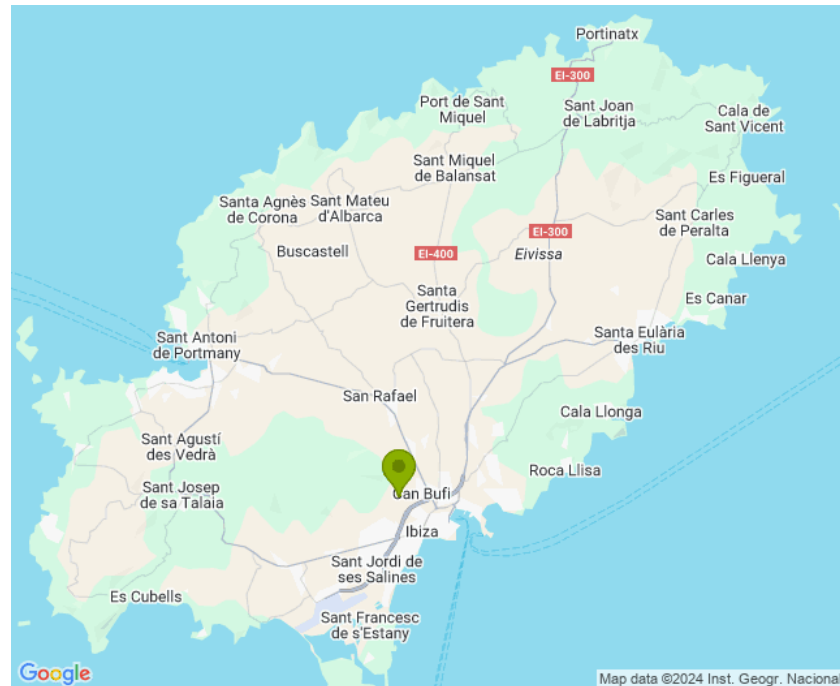 Portinatx
EI-300
Port de Sant
Miquel
Sant Joan
de Labritja
Cala de
Sant Vicent
Sant Miquel
de Balansat
Es Figueral
Santa Agnès
de Corona
Sant Mateu
d'Albarca
Sant Carles
de Peralta
EI-300
Buscastell
EI-400
Eivissa
Cala Llenya
Santa
Gertrudis
de Fruitera
Es Canar
Sant Antoni
de Portmany
Santa Eulària
des Riu
San Rafael
Cala Llonga
Sant Agustí
des Vedrà
Roca Llisa
Sant Josep
de sa Talaia
Can Bufi
Ibiza
Sant Jordi de
ses Salines
Es Cubells
Sant Francesc
de s'Estany
Google
Map data ©2024 Inst. Geogr. Nacional